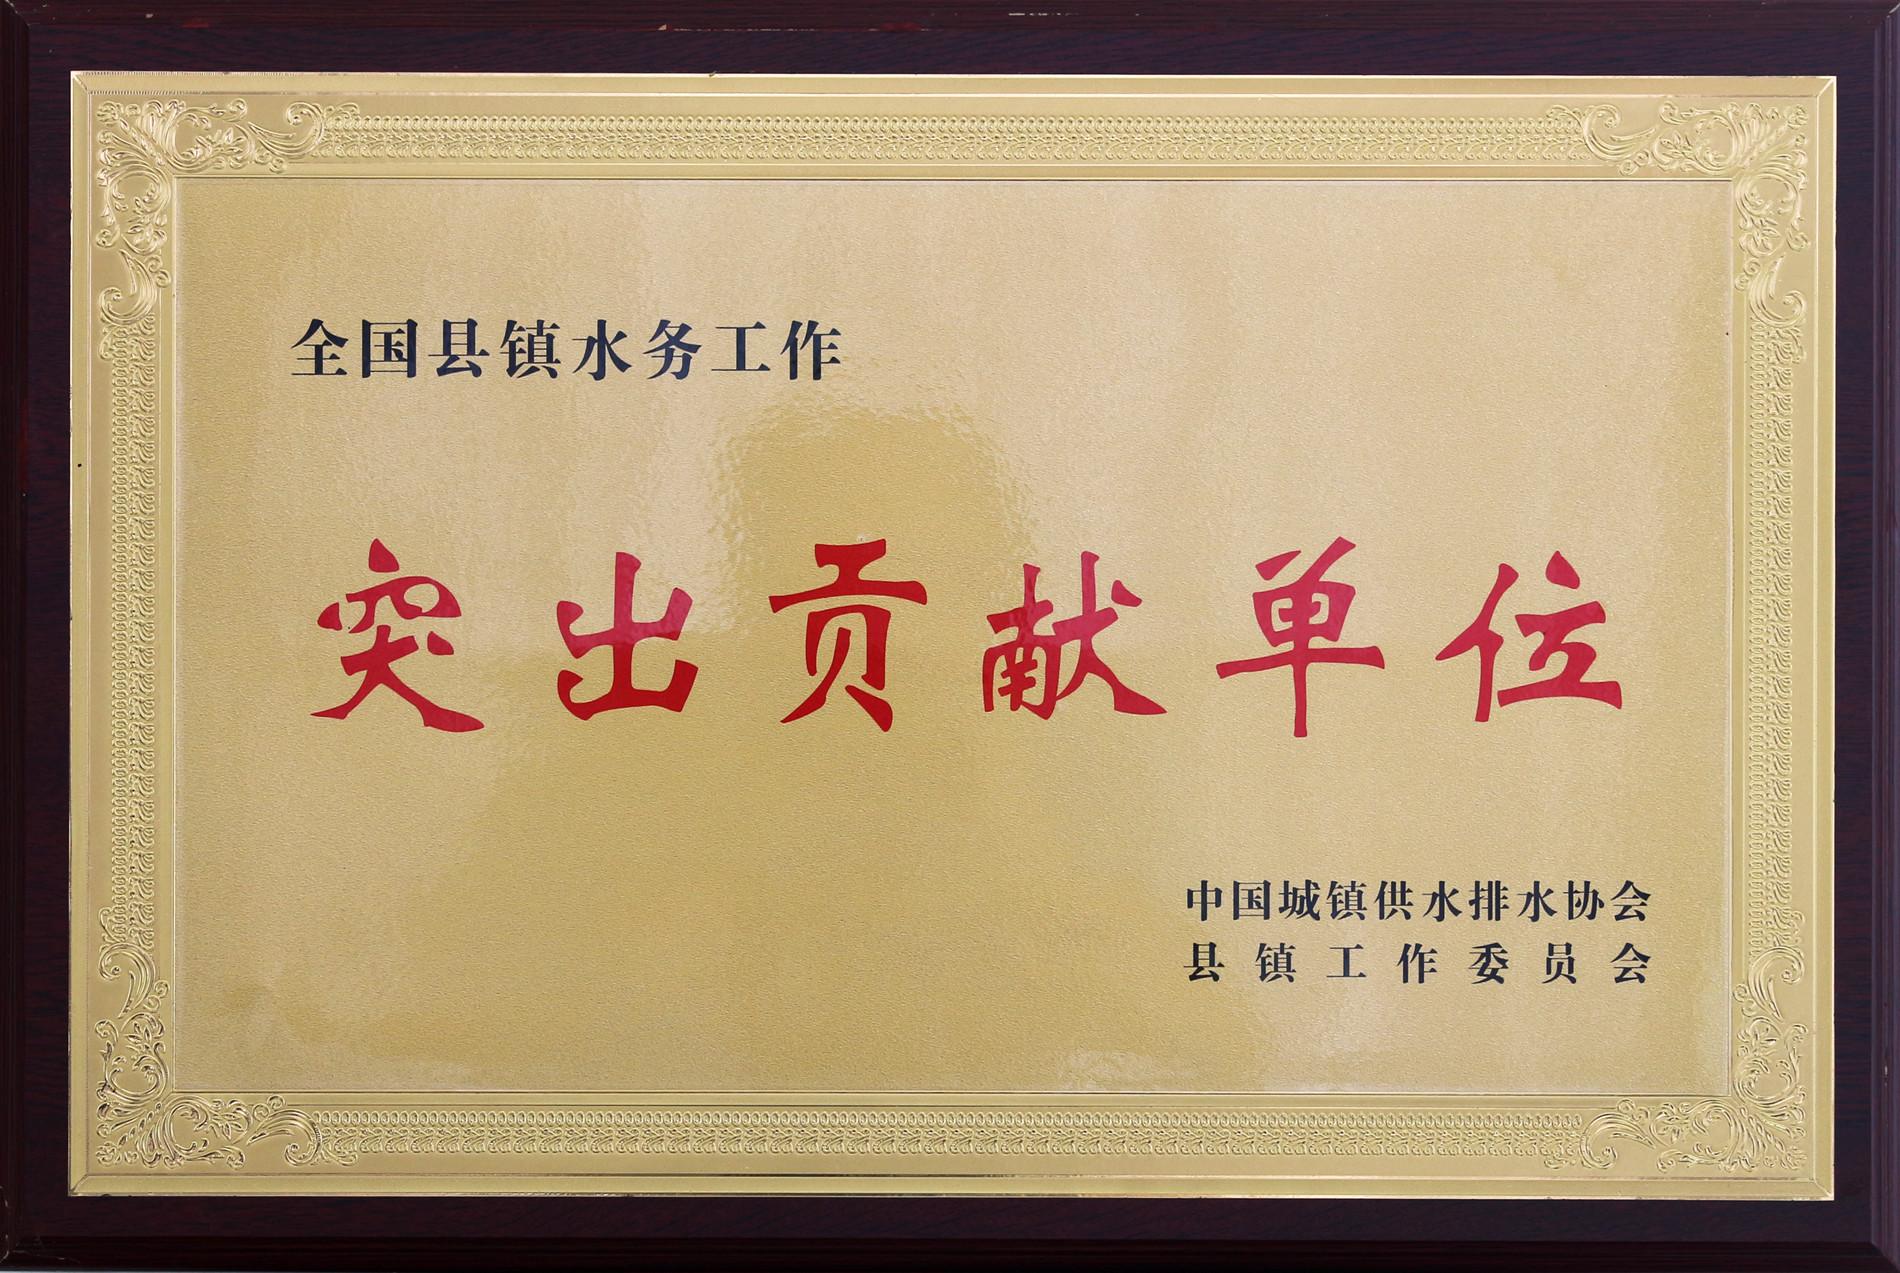 全国县镇水务工作
突出贡献单位
中国城镇供水排水协会
县镇工作委员会